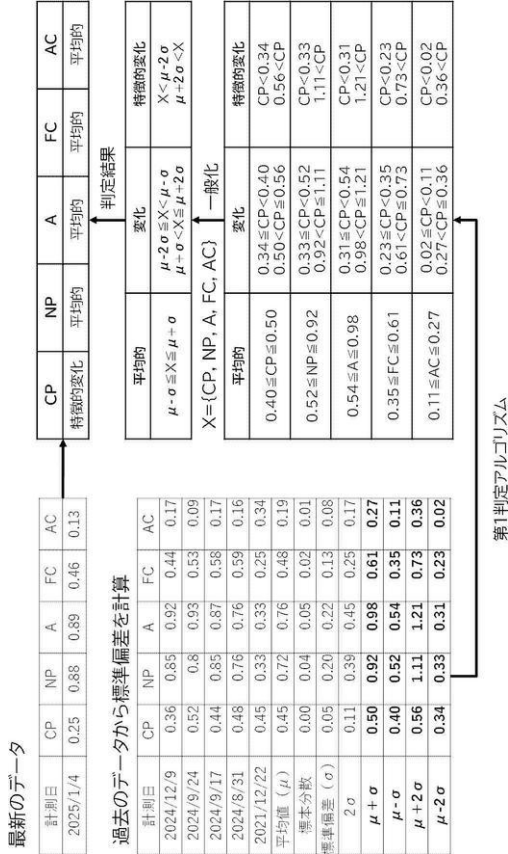 最新のデータ
計測日 CP NP A FC AC
2025/1/4 0.25 0.88 0.89 0.46 0.13
過去のデータから標準偏差を計算
計測日 CP NP A FC AC
2024/12/9 0.36 0.85 0.92 0.44 0.17
2024/9/24 0.52 0.8 0.93 0.53 0.09
2024/9/17 0.44 0.85 0.87 0.58 0.17
2024/8/31 0.48 0.76 0.76 0.59 0.16
2021/12/22 0.45 0.33 0.33 0.25 0.34
平均値（μ） 0.45 0.72 0.76 0.48 0.19
標本分散 0.00 0.04 0.05 0.02 0.01
標準偏差（σ） 0.05 0.20 0.22 0.13 0.08
2σ 0.11 0.39 0.45 0.25 0.17
μ+σ 0.50 0.92 0.98 0.61 0.27
μ-σ 0.40 0.52 0.54 0.35 0.11
μ+2σ 0.56 1.11 1.21 0.73 0.36
μ-2σ 0.34 0.33 0.31 0.23 0.02
CP NP A FC AC
特徴的変化 平均的 平均的 平均的 平均的
判定結果
平均的 変化 特徴的変化
μ-σ≦X≦μ+σ μ-2σ≦X<μ-σ X<μ-2σ
μ+σ<X≦μ+2σ μ+2σ<X
X={CP, NP, A, FC, AC} 一般化
平均的 変化 特徴的変化
0.40≦CP≦0.50 0.34≦CP<0.40 CP<0.34
0.50<CP≦0.56 0.56<CP
0.52≦NP≦0.92 0.33≦CP<0.52 CP<0.33
0.92<CP≦1.11 1.11<CP
0.54≦A≦0.98 0.31≦CP<0.54 CP<0.31
0.98<CP≦1.21 1.21<CP
0.35≦FC≦0.61 0.23≦CP<0.35 CP<0.23
0.61<CP≦0.73 0.73<CP
0.11≦AC≦0.27 0.02≦CP<0.11 CP<0.02
0.27<CP≦0.36 0.36<CP
第1判定アルゴリズム